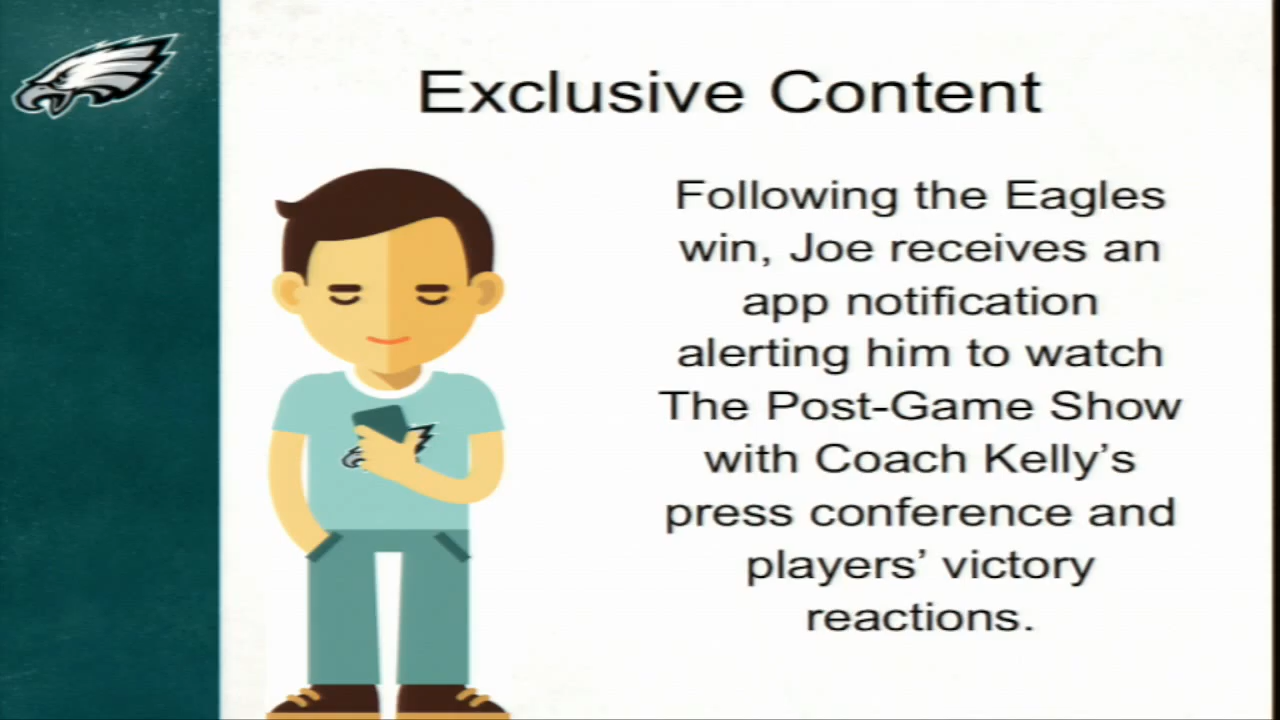 Exclusive Content
Following the Eagles
win, Joe receives an
app notification
alerting him to watch
The Post-Game Show
with Coach Kelly’s
press conference and
players’ victory
reactions.